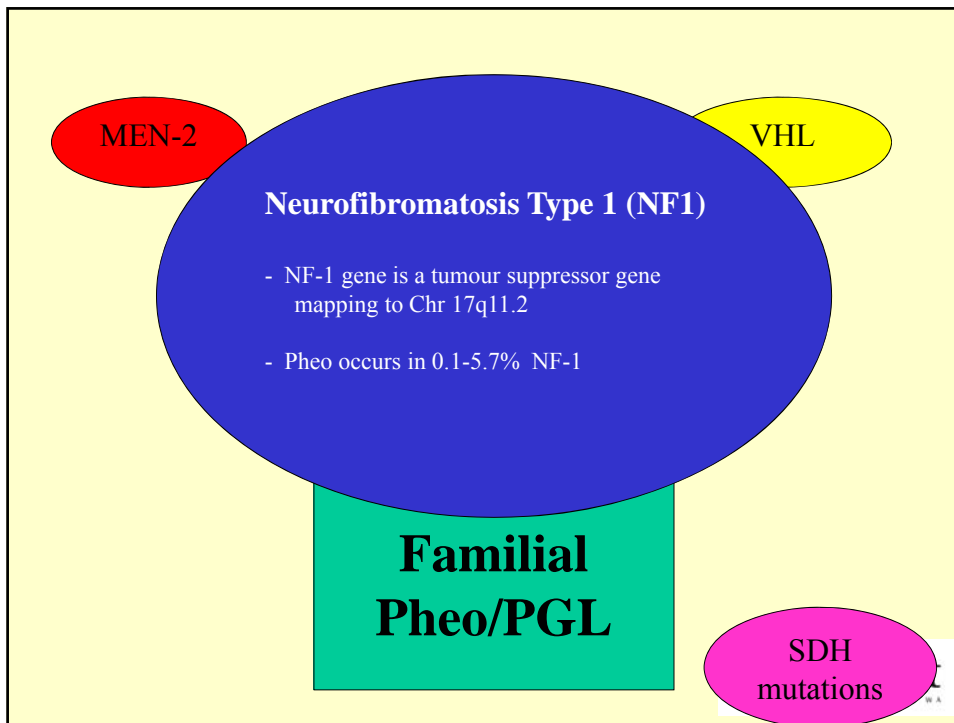 MEN-2
VHL
Neurofibromatosis Type 1 (NF1)
- NF-1 gene is a tumour suppressor gene
mapping to Chr 17q11.2
- Pheo occurs in 0.1-5.7% NF-1
Familial
Pheo/PGL
SDH
mutations